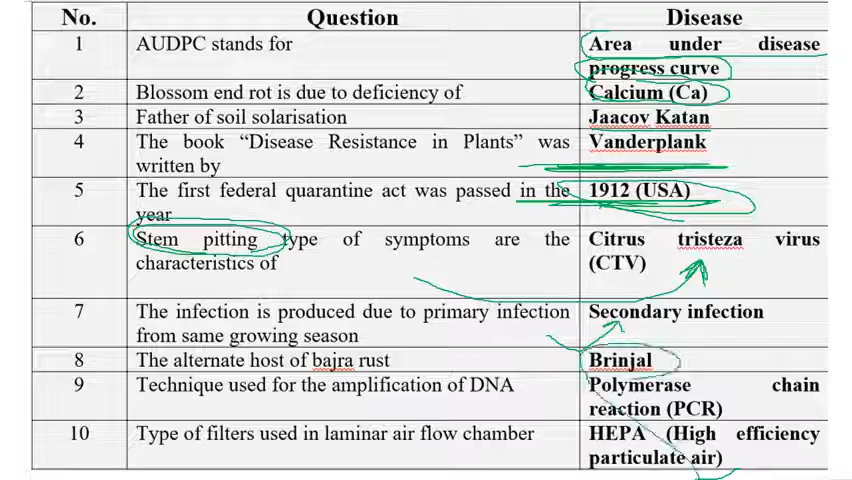 No. Question Disease
1 AUDPC stands for Area under disease
progress curve
2 Blossom end rot is due to deficiency of Calcium (Ca)
3 Father of soil solarisation Jaacov Katan
4 The book “Disease Resistance in Plants” was Vanderplank
written by
5 The first federal quarantine act was passed in the 1912 (USA)
year
6 Stem pitting type of symptoms are the Citrus tristeza virus
characteristics of (CTV)
7 The infection is produced due to primary infection Secondary infection
from same growing season
8 The alternate host of bajra rust Brinjal
9 Technique used for the amplification of DNA Polymerase chain
reaction (PCR)
10 Type of filters used in laminar air flow chamber HEPA (High efficiency
particulate air)